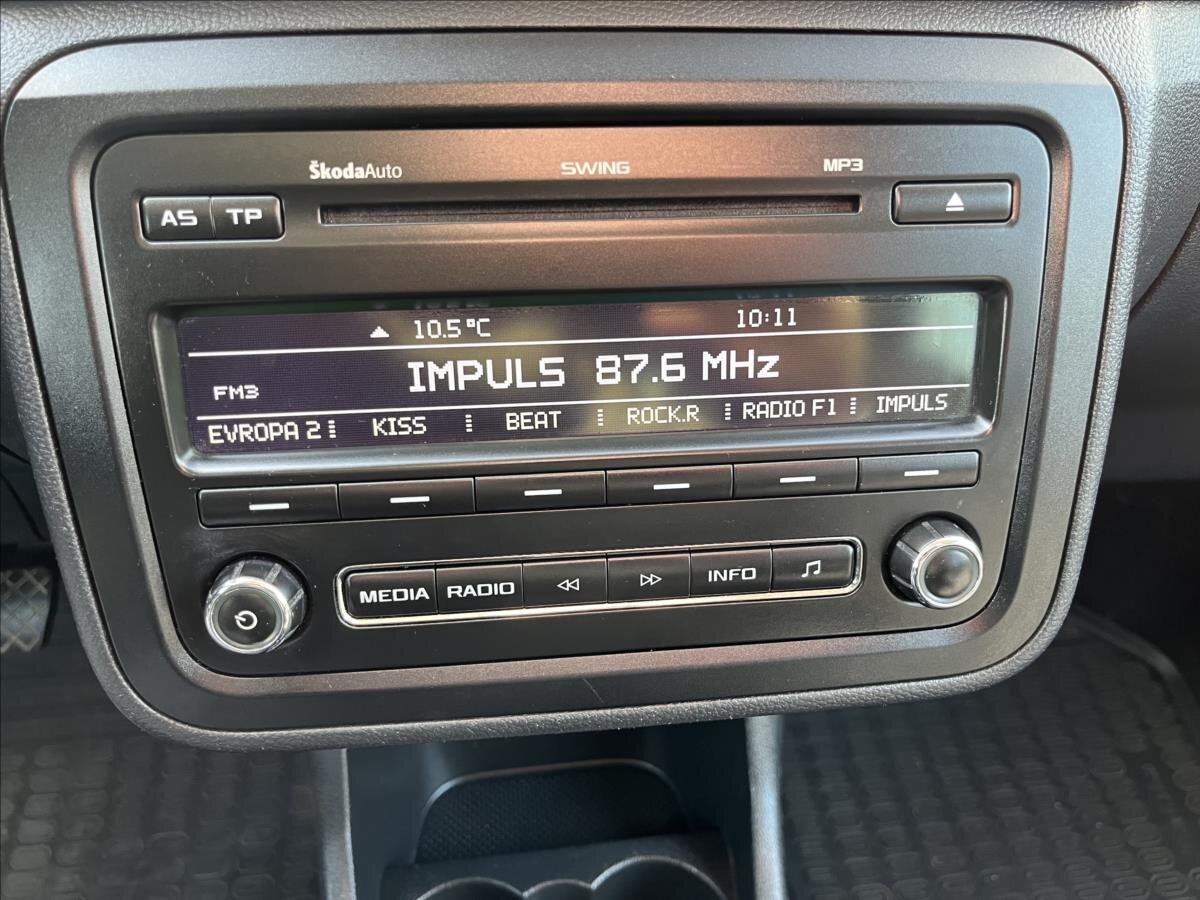 ŠkodaAuto SWING MP3
AS TP
10.5°C 10:11
FM3 IMPULS 87.6 MHz
EVROPA 2 KISS BEAT ROCK.R RADIO F1 IMPULS
MEDIA RADIO INFO